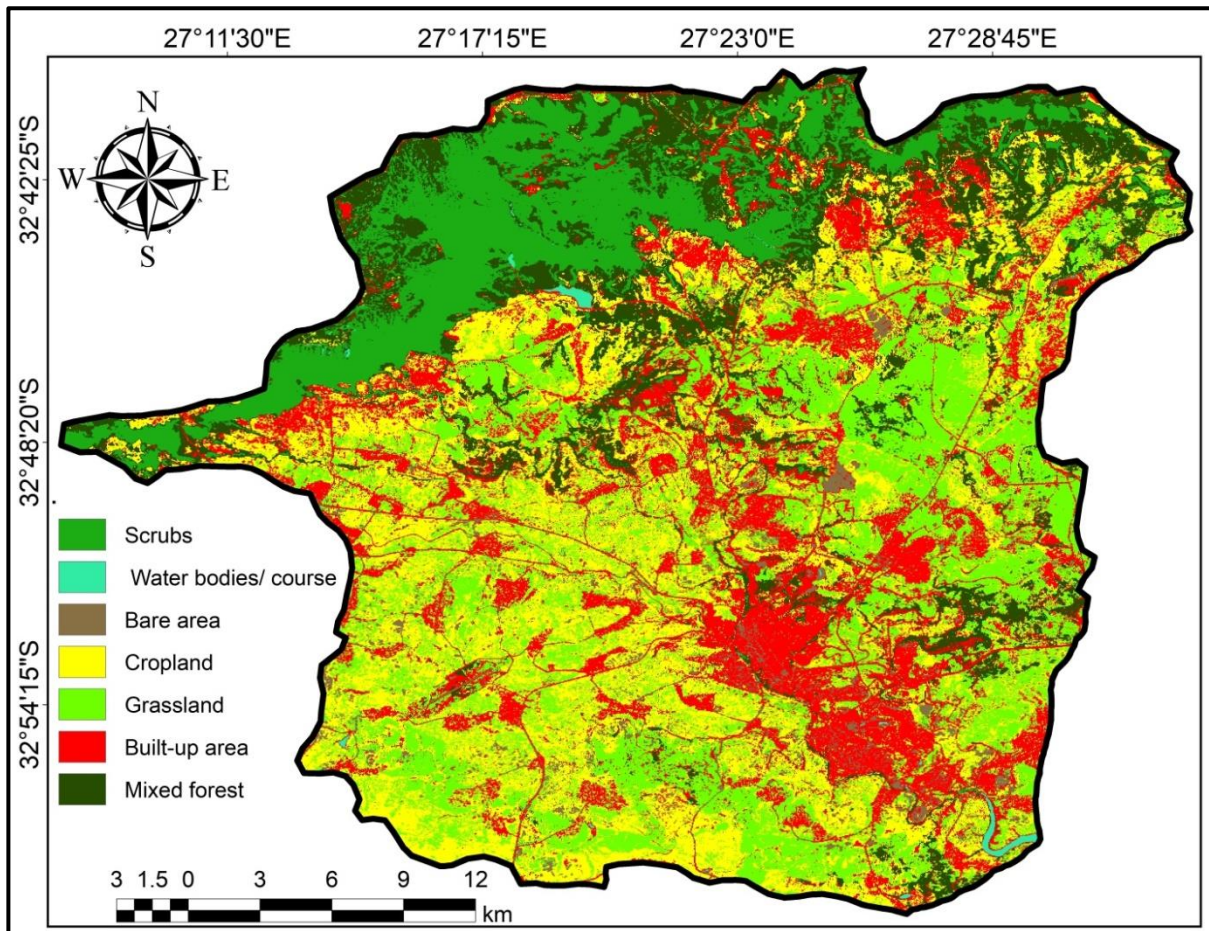 27°11'30"E 27°17'15"E 27°23'0"E 27°28'45"E
32°42'25"S
32°48'20"S
32°54'15"S
N
W E
S
Scrubs
Water bodies/ course
Bare area
Cropland
Grassland
Built-up area
Mixed forest
3 1.5 0 3 6 9 12
km